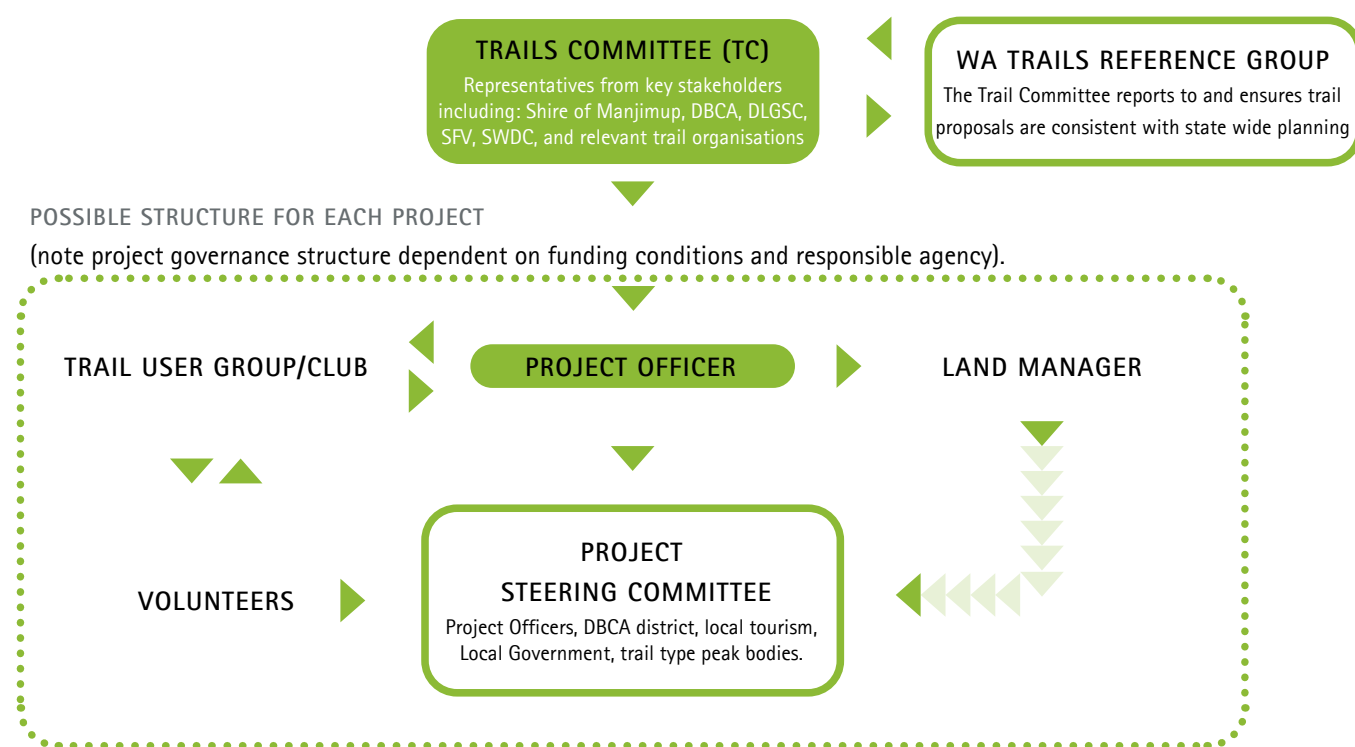 TRAILS COMMITTEE (TC)
Representatives from key stakeholders
including: Shire of Manjimup, DBCA, DLGSC,
SFV, SWDC, and relevant trail organisations
WA TRAILS REFERENCE GROUP
The Trail Committee reports to and ensures trail
proposals are consistent with state wide planning
POSSIBLE STRUCTURE FOR EACH PROJECT
(note project governance structure dependent on funding conditions and responsible agency).
TRAIL USER GROUP/CLUB
PROJECT OFFICER
LAND MANAGER
VOLUNTEERS
PROJECT
STEERING COMMITTEE
Project Officers, DBCA district, local tourism,
Local Government, trail type peak bodies.